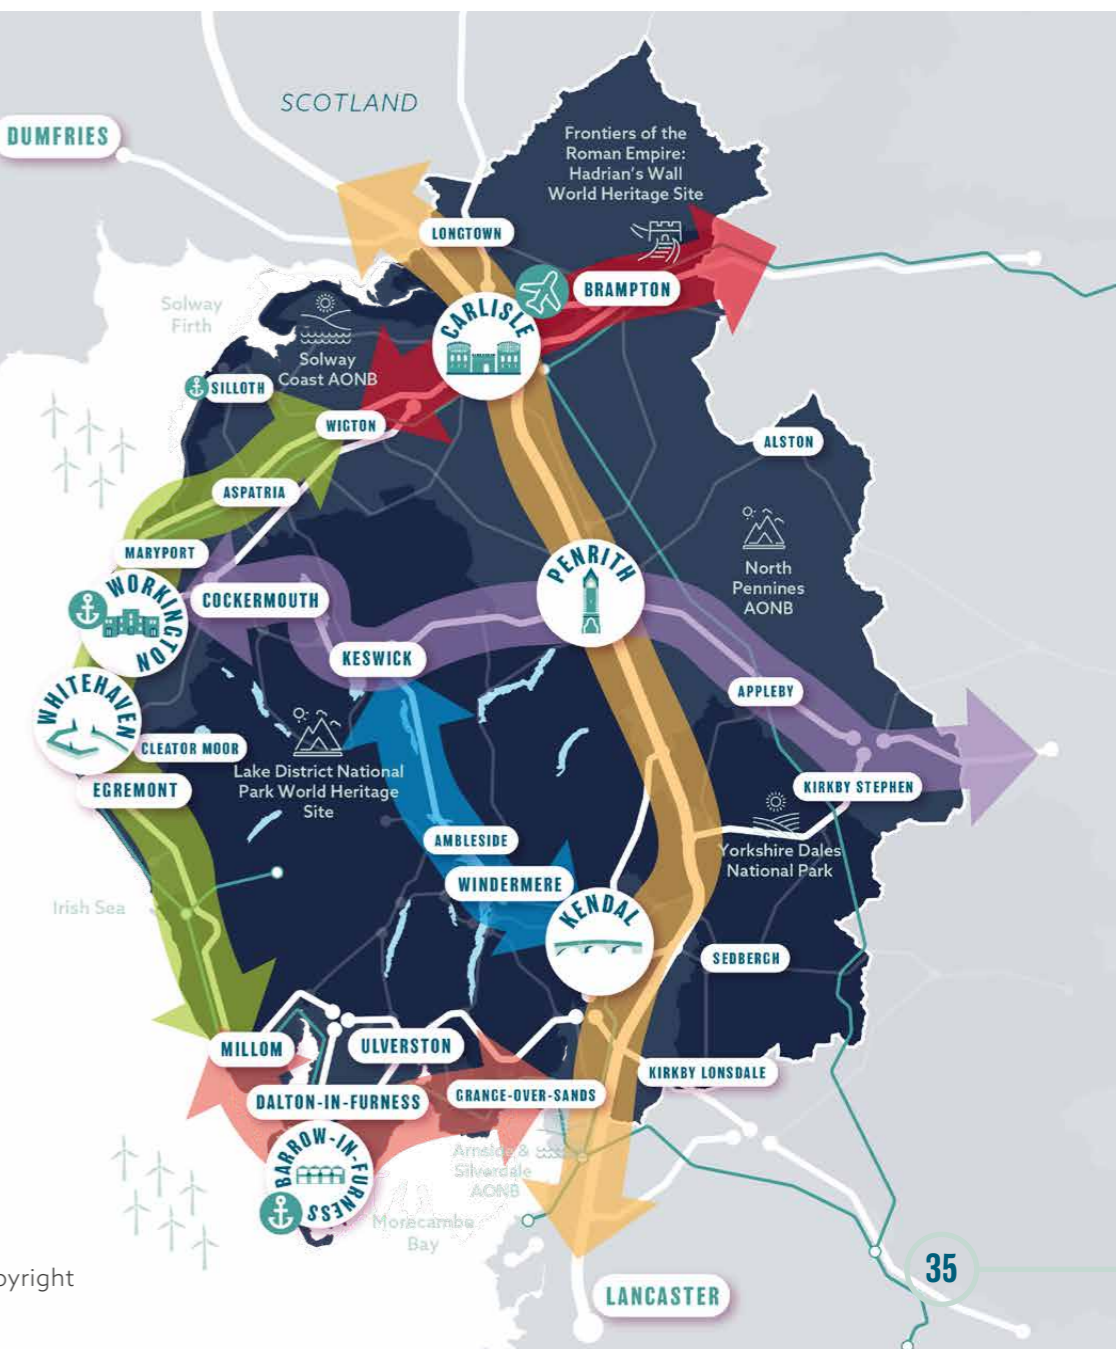 SCOTLAND
DUMFRIES
Frontiers of the
Roman Empire:
Hadrian's Wall
World Heritage Site
LONGTOWN
BRAMPTON
CARLISLE
Solway
Firth
Solway
Coast AONB
SILLOTH
WIGTON
ALSTON
ASPATRIA
MARYPORT
PENRITH
North
Pennines
AONB
WORKINGTON
COCKERMOUTH
KESWICK
APPLEBY
WHITEHAVEN
CLEATOR MOOR
EGREMONT
Lake District National
Park World Heritage
Site
KIRKBY STEPHEN
AMBLESIDE
Yorkshire Dales
National Park
WINDERMERE
KENDAL
Irish Sea
SEDBERGH
MILLOM
ULVERSTON
KIRKBY LONSDALE
DALTON-IN-FURNESS
GRANGE-OVER-SANDS
BARROW-IN-FURNESS
Arnside &
Silverdale
AONB
Morecambe
Bay
opyright
35
LANCASTER